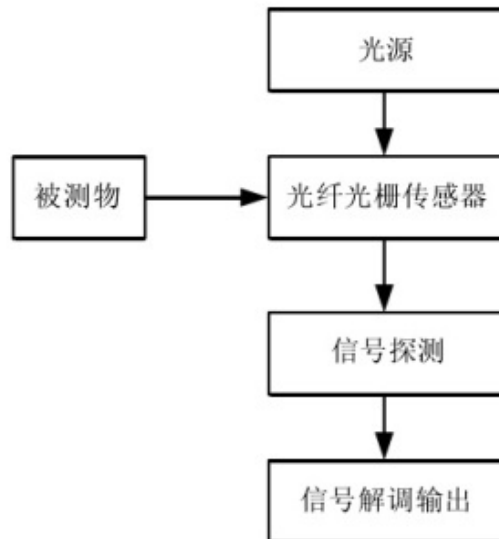 光源
被测物
光纤光栅传感器
信号探测
信号解调输出